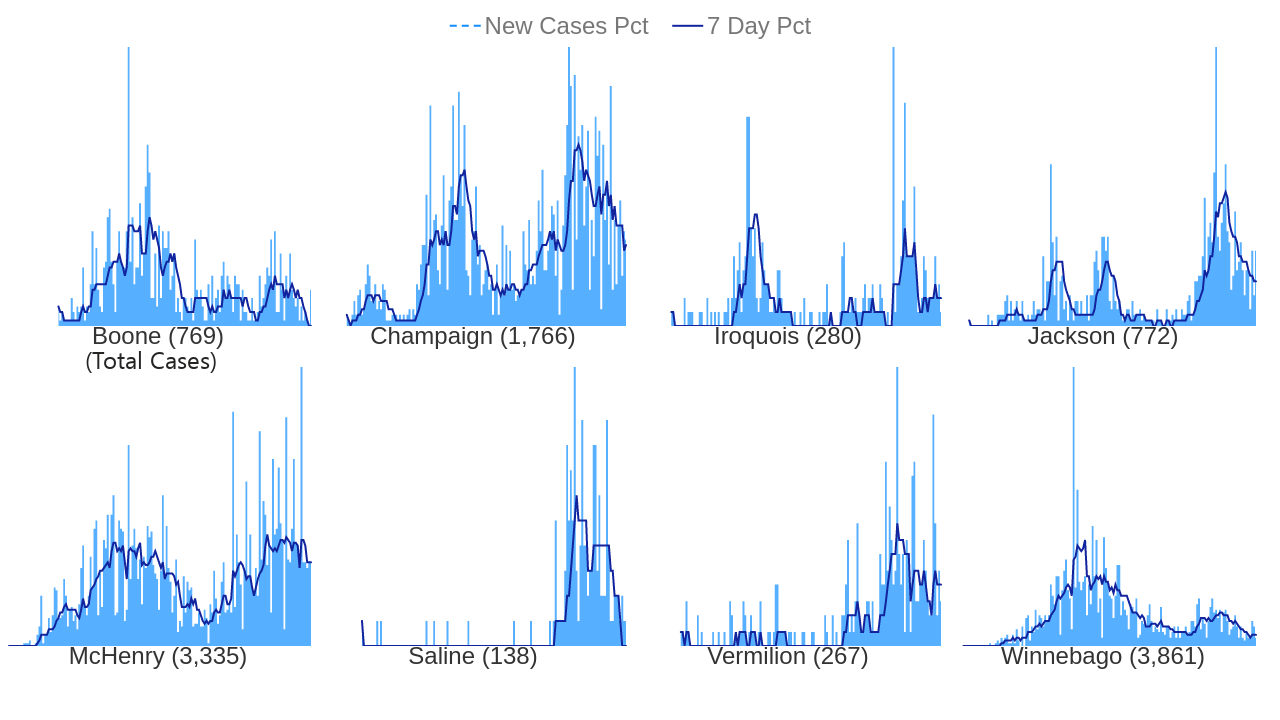 New Cases Pct 7 Day Pct
Boone (769) Champaign (1,766) Iroquois (280) Jackson (772)
(Total Cases)
McHenry (3,335) Saline (138) Vermilion (267) Winnebago (3,861)